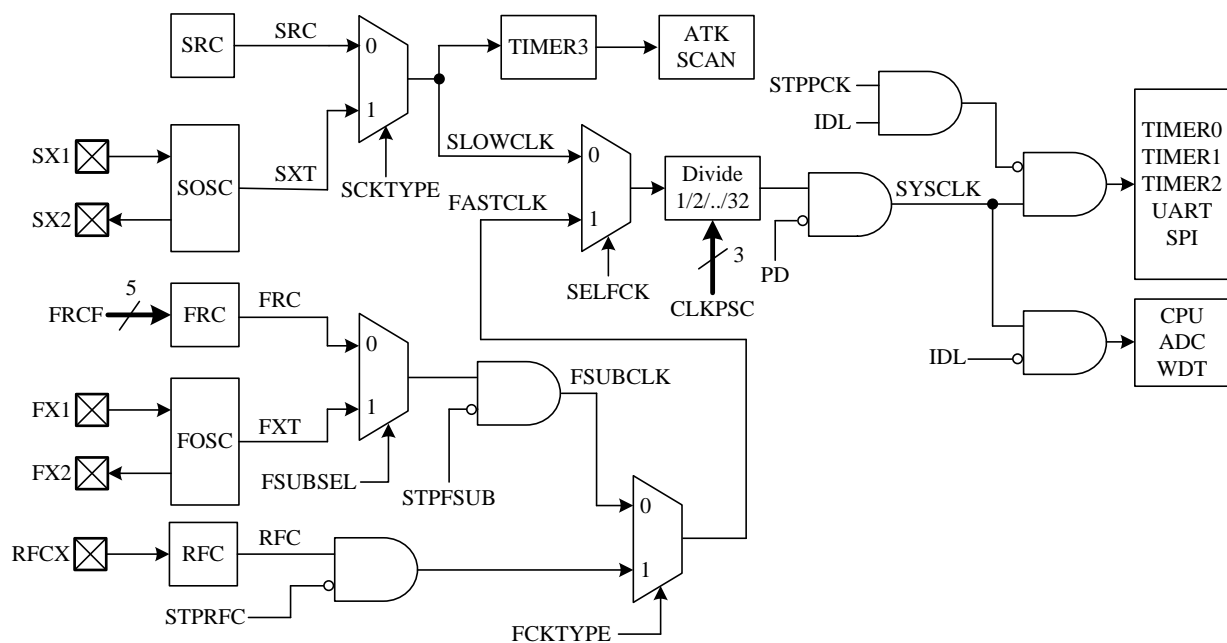 SRC
SRC
0
1
TIMER3
ATK
SCAN
STPPCK
IDL
TIMER0
TIMER1
TIMER2
UART
SPI
SX1
SX2
SOSC
SXT
SCKTYPE
SLOWCLK
FASTCLK
0
1
SELFCK
Divide
1/2/../32
3
CLKPSC
PD
SYSCLK
IDL
CPU
ADC
WDT
FRCF
5
FRC
FRC
0
1
FX1
FX2
FOSC
FXT
FSUBSEL
STPFSUB
FSUBCLK
RFCX
RFC
RFC
STPRFC
0
1
FCKTYPE